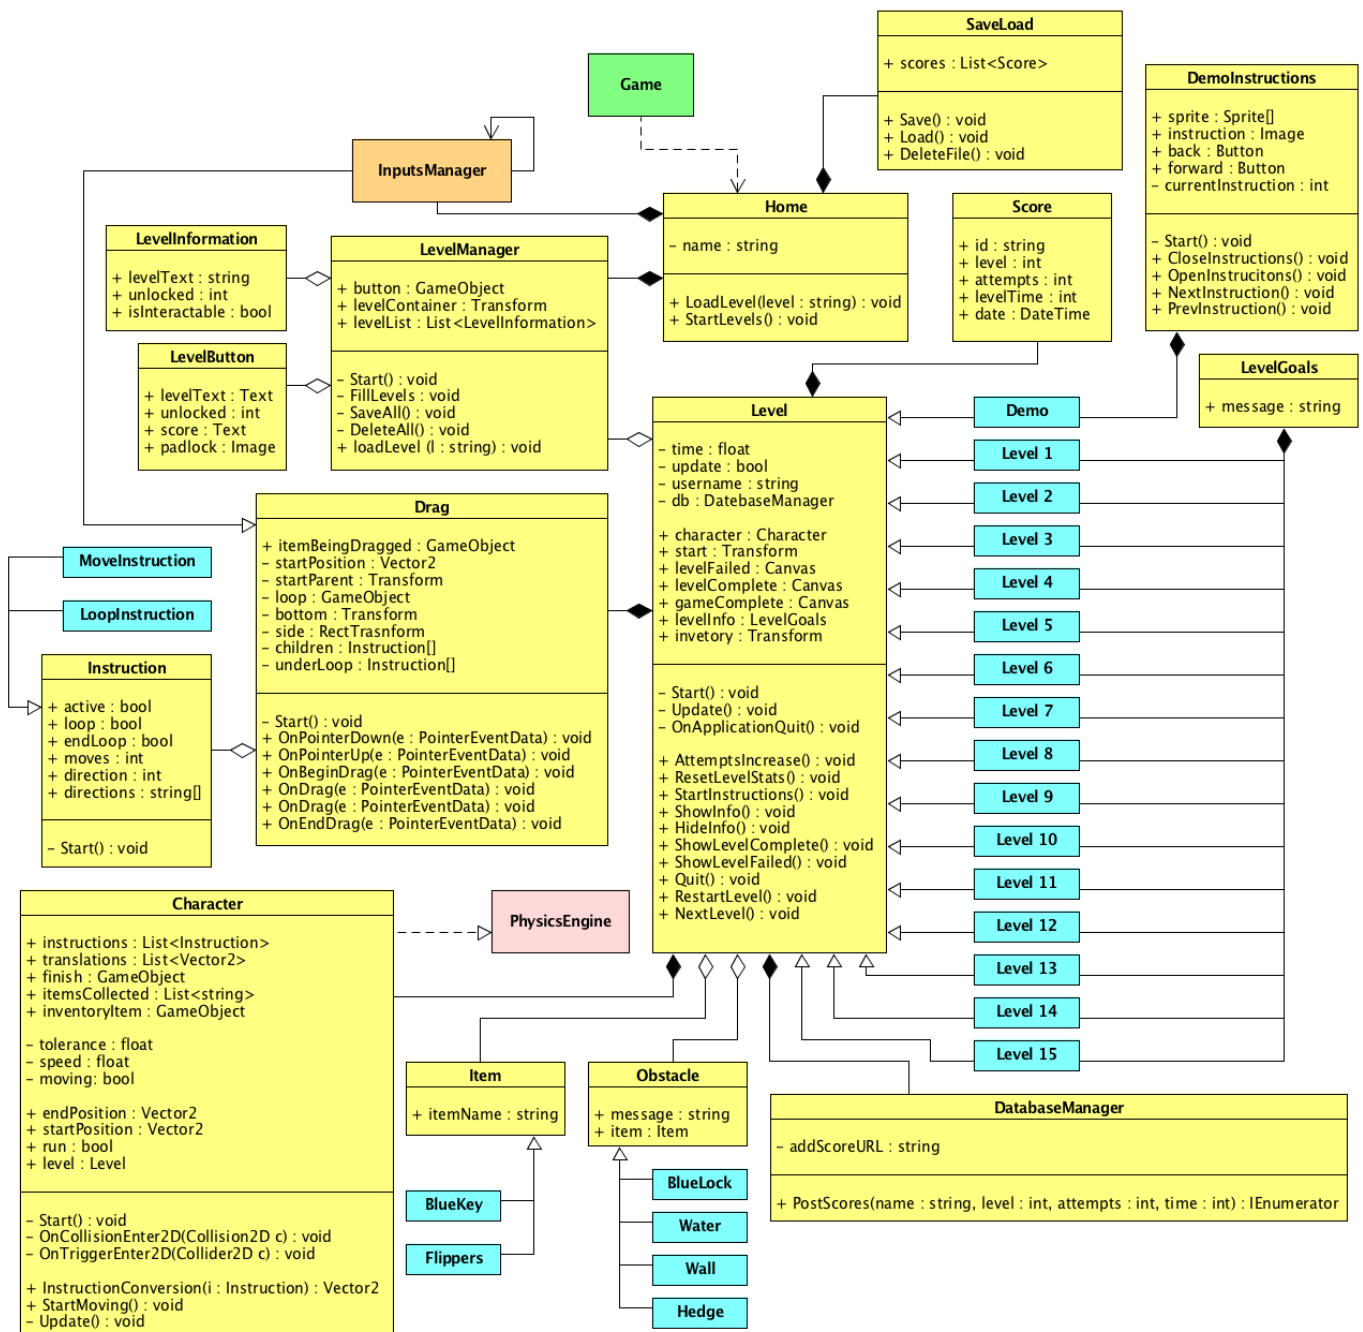 SaveLoad
+ scores : List<Score>
+ Save() : void
+ Load() : void
+ DeleteFile() : void
Game
DemoInstructions
+ sprite : Sprite[]
+ instruction : Image
+ back : Button
+ forward : Button
– currentInstruction : int
– Start() : void
+ CloseInstructions() : void
+ OpenInstrucitons() : void
+ NextInstruction() : void
+ PrevInstruction() : void
InputsManager
Home
– name : string
+ LoadLevel(level : string) : void
+ StartLevels() : void
Score
+ id : string
+ level : int
+ attempts : int
+ levelTime : int
+ date : DateTime
LevelInformation
+ levelText : string
+ unlocked : int
+ isInteractable : bool
LevelManager
+ button : GameObject
+ levelContainer : Transform
+ levelList : List<LevelInformation>
– Start() : void
– FillLevels : void
– SaveAll() : void
– DeleteAll() : void
+ loadLevel (l : string) : void
LevelButton
+ levelText : Text
+ unlocked : int
+ score : Text
+ padlock : Image
LevelGoals
+ message : string
Level
– time : float
– update : bool
– username : string
– db : DatebaseManager
+ character : Character
+ start : Transform
+ levelFailed : Canvas
+ levelComplete : Canvas
+ gameComplete : Canvas
+ levelInfo : LevelGoals
+ invetory : Transform
– Start() : void
– Update() : void
– OnApplicationQuit() : void
+ AttemptsIncrease() : void
+ ResetLevelStats() : void
+ StartInstructions() : void
+ ShowInfo() : void
+ HideInfo() : void
+ ShowLevelComplete() : void
+ ShowLevelFailed() : void
+ Quit() : void
+ RestartLevel() : void
+ NextLevel() : void
Demo
Level 1
Level 2
Level 3
Level 4
Level 5
Level 6
Level 7
Level 8
Level 9
Level 10
Level 11
Level 12
Level 13
Level 14
Level 15
Drag
+ itemBeingDragged : GameObject
– startPosition : Vector2
– startParent : Transform
– loop : GameObject
– bottom : Transform
– side : RectTrasnform
– children : Instruction[]
– underLoop : Instruction[]
– Start() : void
+ OnPointerDown(e : PointerEventData) : void
+ OnPointerUp(e : PointerEventData) : void
+ OnBeginDrag(e : PointerEventData) : void
+ OnDrag(e : PointerEventData) : void
+ OnDrag(e : PointerEventData) : void
+ OnEndDrag(e : PointerEventData) : void
MoveInstruction
LoopInstruction
Instruction
+ active : bool
+ loop : bool
+ endLoop : bool
+ moves : int
+ direction : int
+ directions : string[]
– Start() : void
Character
+ instructions : List<Instruction>
+ translations : List<Vector2>
+ finish : GameObject
+ itemsCollected : List<string>
+ inventoryItem : GameObject
– tolerance : float
– speed : float
– moving: bool
+ endPosition : Vector2
+ startPosition : Vector2
+ run : bool
+ level : Level
– Start() : void
– OnCollisionEnter2D(Collision2D c) : void
– OnTriggerEnter2D(Collider2D c) : void
+ InstructionConversion(i : Instruction) : Vector2
+ StartMoving() : void
– Update() : void
PhysicsEngine
Item
+ itemName : string
BlueKey
Flippers
Obstacle
+ message : string
+ item : Item
BlueLock
Water
Wall
Hedge
DatabaseManager
– addScoreURL : string
+ PostScores(name : string, level : int, attempts : int, time : int) : IEnumerator